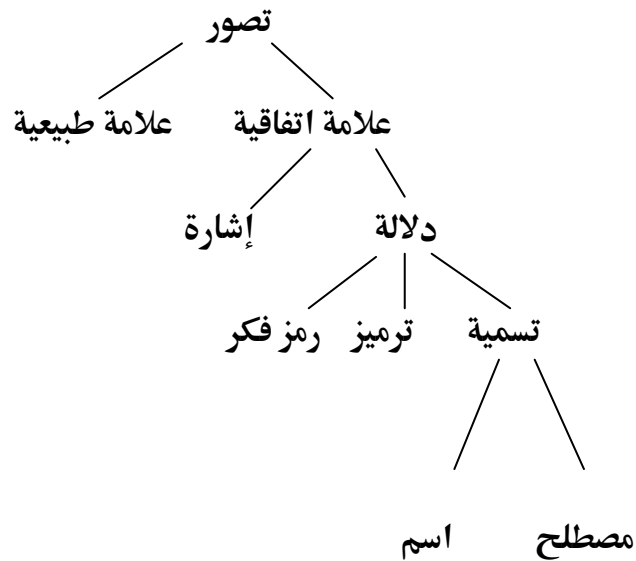 تصور
علامة اتفاقية علامة طبيعية
دلالة إشارة
تسمية ترميز رمز فكر
مصطلح اسم